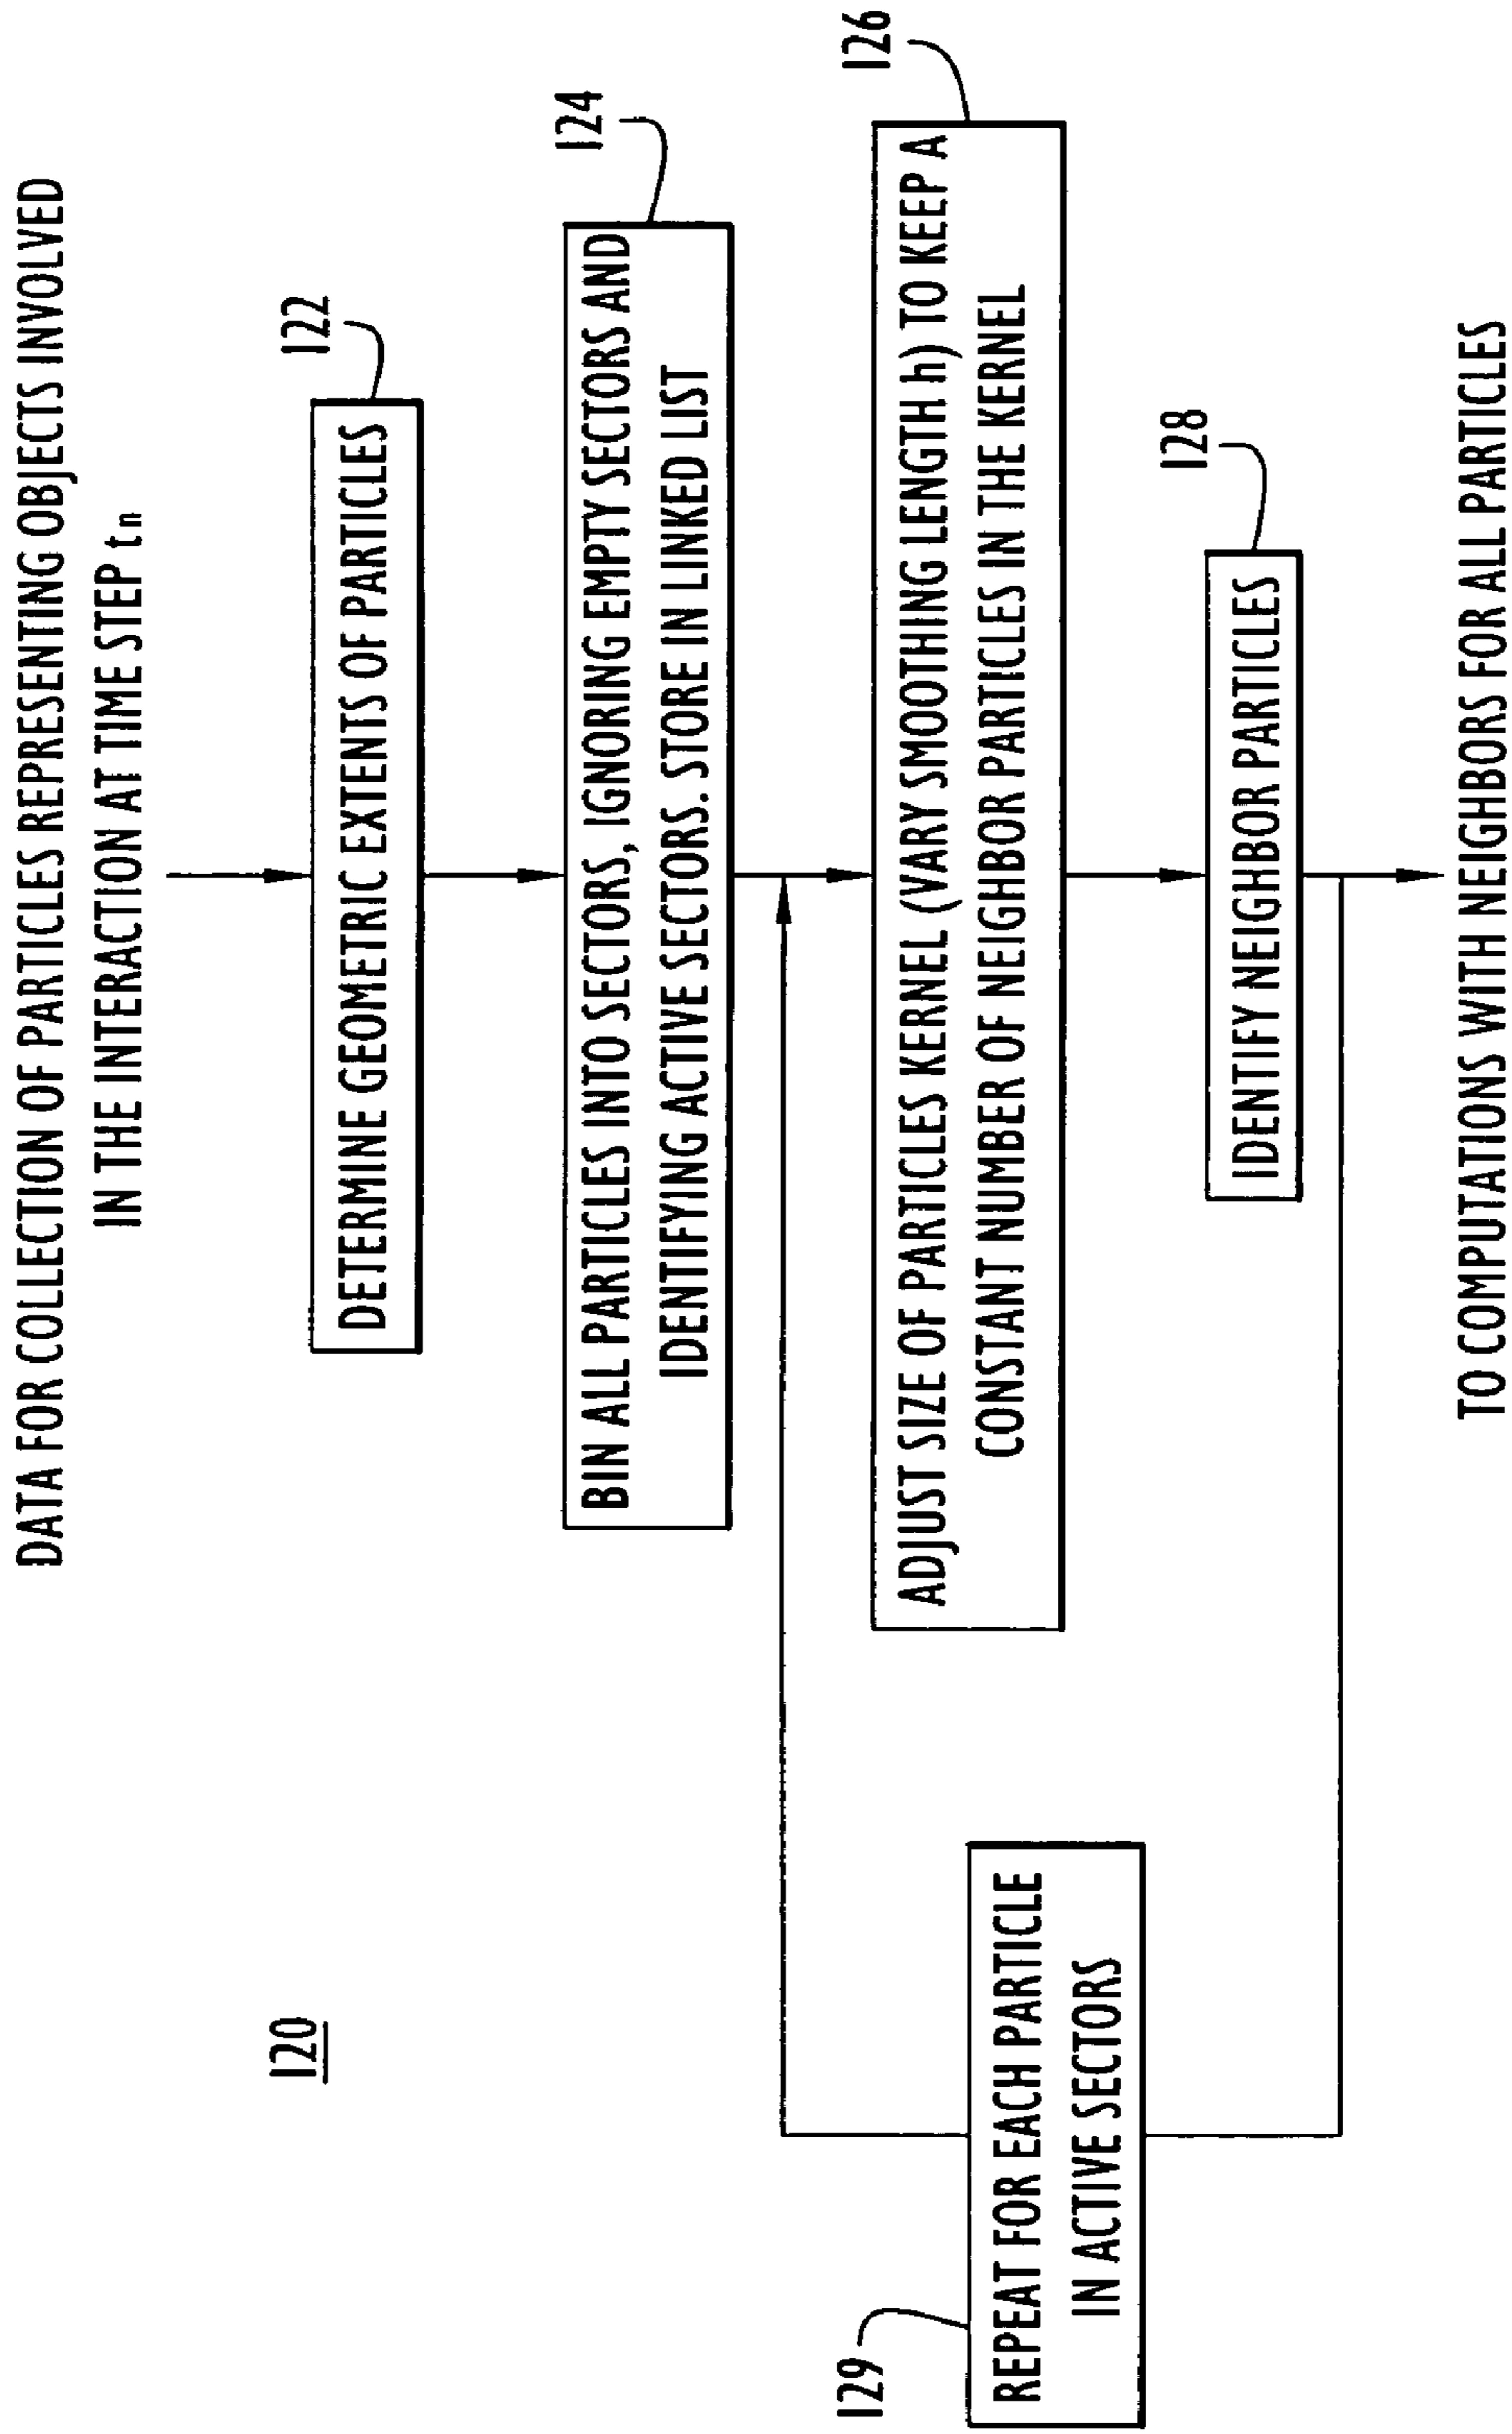 DATA FOR COLLECTION OF PARTICLES REPRESENTING OBJECTS INVOLVED
IN THE INTERACTION AT TIME STEP tn
120
122
DETERMINE GEOMETRIC EXTENTS OF PARTICLES
124
BIN ALL PARTICLES INTO SECTORS, IGNORING EMPTY SECTORS AND
IDENTIFYING ACTIVE SECTORS. STORE IN LINKED LIST
126
ADJUST SIZE OF PARTICLES KERNEL (VARY SMOOTHING LENGTH h) TO KEEP A
CONSTANT NUMBER OF NEIGHBOR PARTICLES IN THE KERNEL
129
REPEAT FOR EACH PARTICLE
IN ACTIVE SECTORS
128
IDENTIFY NEIGHBOR PARTICLES
TO COMPUTATIONS WITH NEIGHBORS FOR ALL PARTICLES